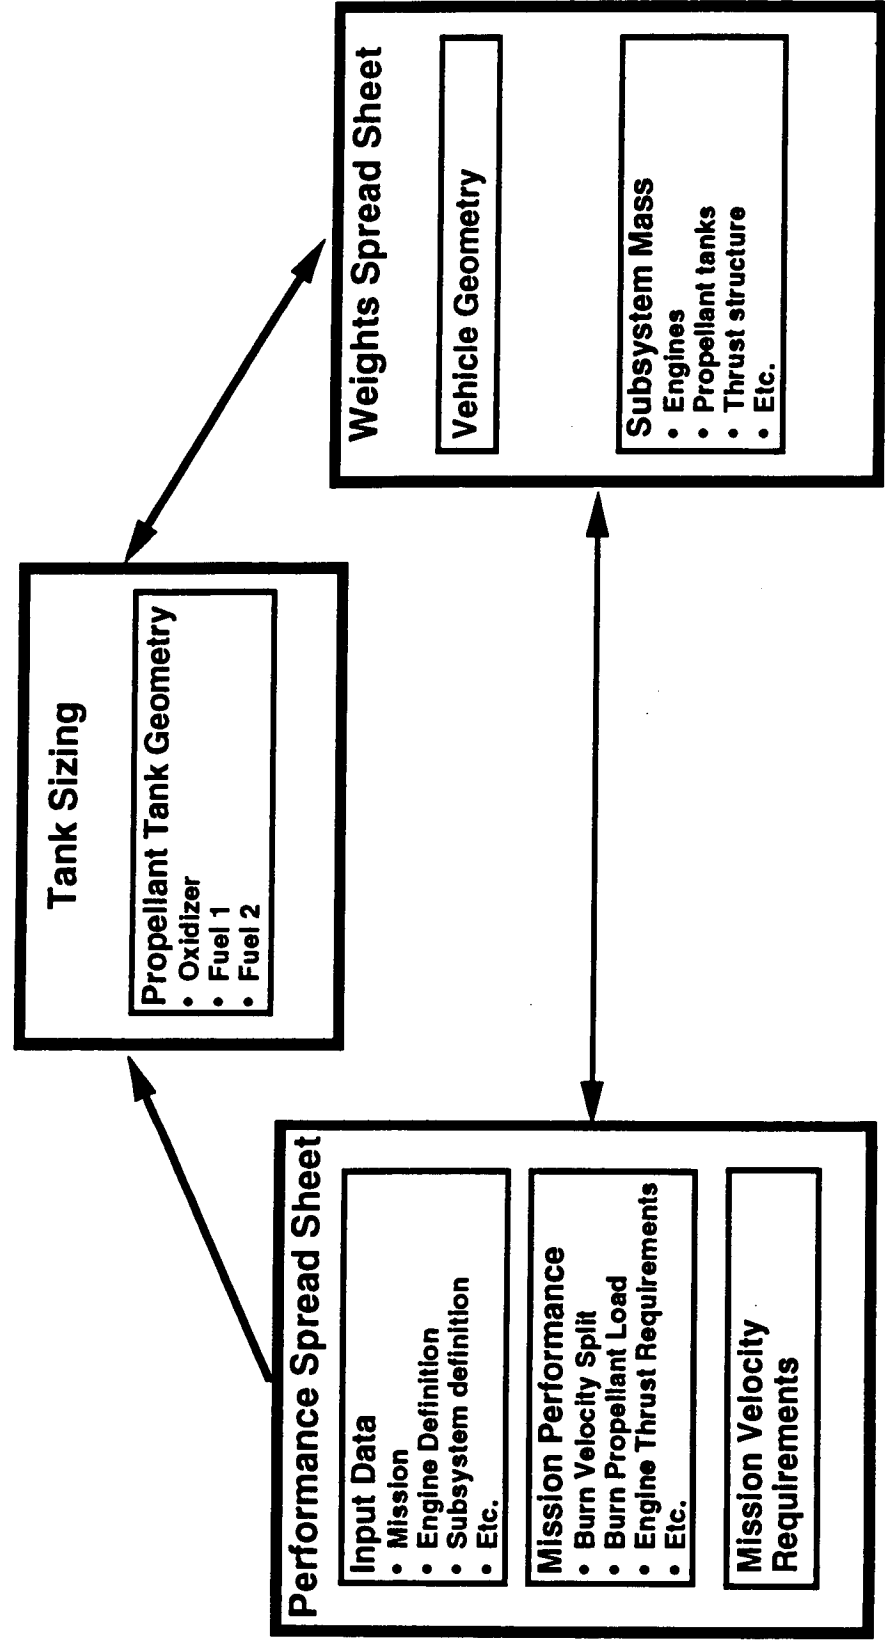 Tank Sizing
Propellant Tank Geometry
• Oxidizer
• Fuel 1
• Fuel 2
Performance Spread Sheet
Input Data
• Mission
• Engine Definition
• Subsystem definition
• Etc.
Mission Performance
• Burn Velocity Split
• Burn Propellant Load
• Engine Thrust Requirements
• Etc.
Mission Velocity
Requirements
Weights Spread Sheet
Vehicle Geometry
Subsystem Mass
• Engines
• Propellant tanks
• Thrust structure
• Etc.